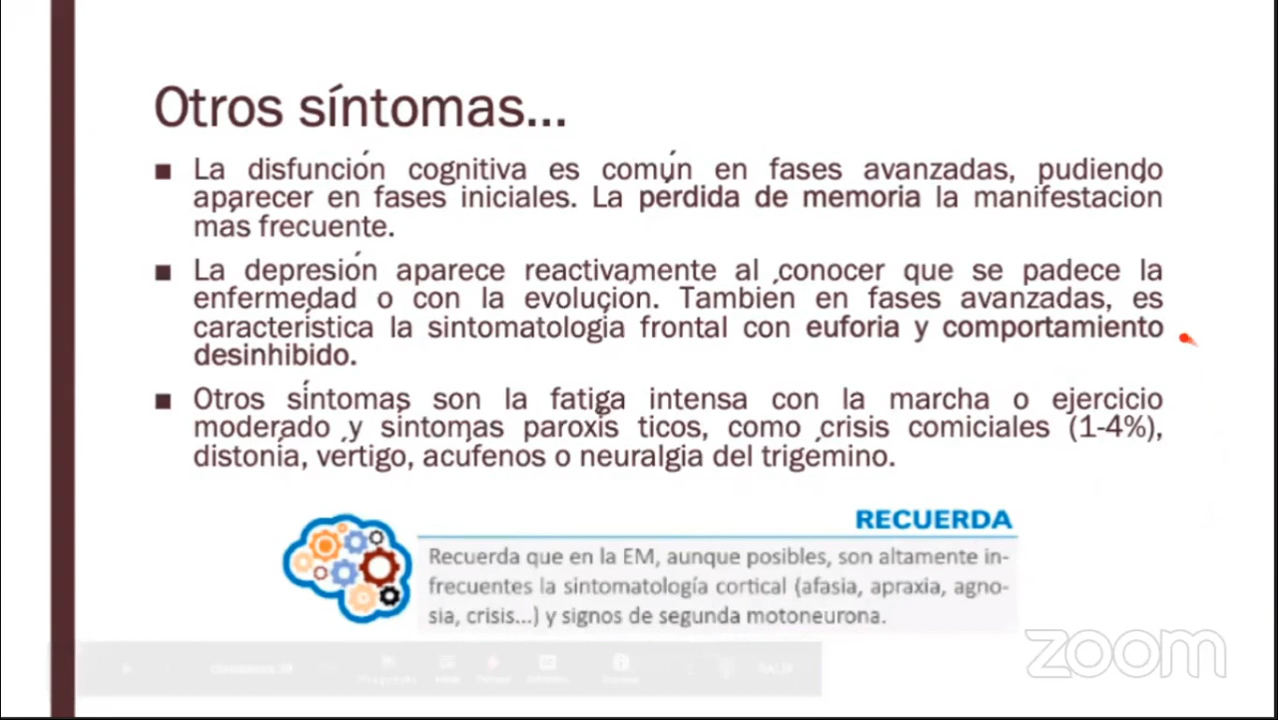 Otros síntomas...
La disfunción cognitiva es común en fases avanzadas, pudiendo
aparecer en fases iniciales. La perdida de memoria la manifestacion
mas frecuente.
La depresión aparece reactivamente al conocer que se padece la
enfermedad o con la evolucion. Tambien en fases avanzadas, es
característica la sintomatologia frontal con euforia y comportamiento
desinhibido.
Otros síntomas son la fatiga intensa con la marcha o ejercicio
moderado y sintomas paroxis ticos, como crisis comiciales (1-4%),
distonia, vertigo, acufenos o neuralgia del trigemino.
RECUERDA
Recuerda que en la EM, aunque posibles, son altamente in-
frecuentes la sintomatología cortical (afasia, apraxia, agno-
sia, crisis...) y signos de segunda motoneurona.
zoom